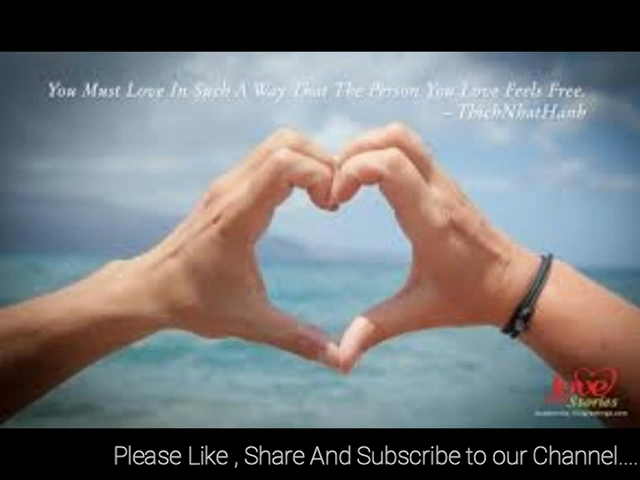 You Must Love In Such A Way That The Person You Love Feels Free.
– ThichNhatHanh
Love
Stories
Please Like , Share And Subscribe to our Channel....